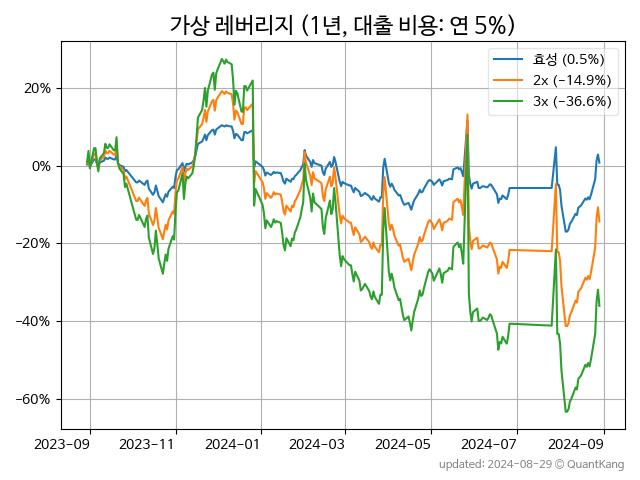 가상 레버리지 (1년, 대출 비용: 연 5%)
효성 (0.5%)
2x (−14.9%)
3x (−36.6%)
20%
0%
−20%
−40%
−60%
2023-09 2023-11 2024-01 2024-03 2024-05 2024-07 2024-09
updated: 2024-08-29 © QuantKang